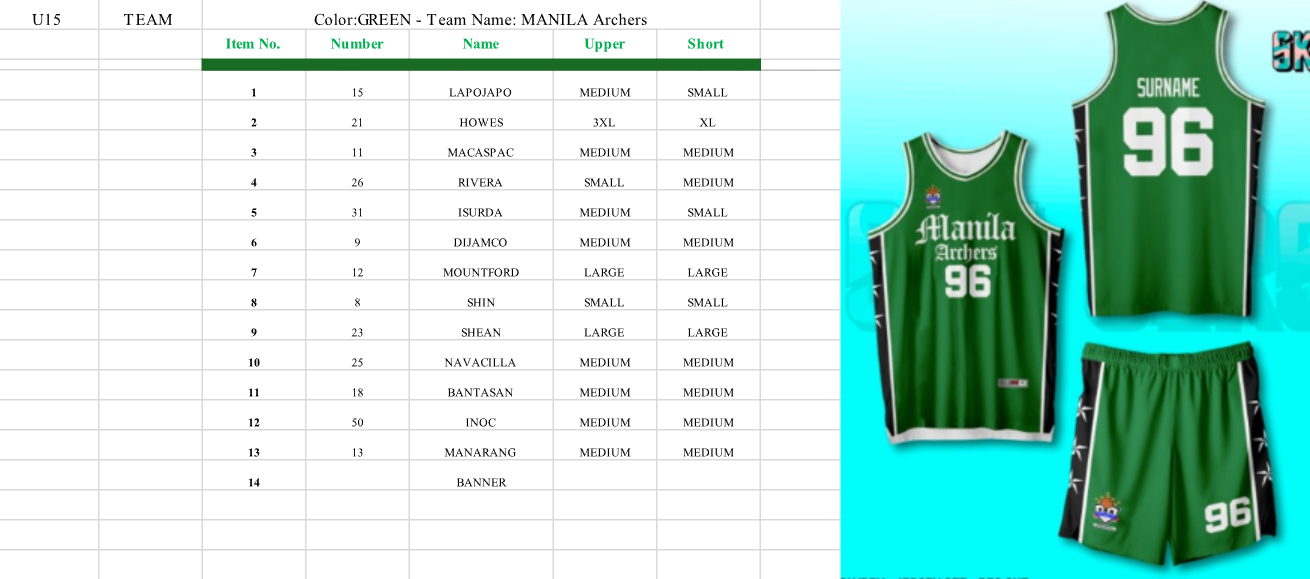 U15 TEAM Color:GREEN - Team Name: MANILA Archers
Item No. Number Name Upper Short
1 15 LAPOJAPO MEDIUM SMALL
2 21 HOWES 3XL XL
3 11 MACASPAC MEDIUM MEDIUM
4 26 RIVERA SMALL MEDIUM
5 31 ISURDA MEDIUM SMALL
6 9 DIJAMCO MEDIUM MEDIUM
7 12 MOUNTFORD LARGE LARGE
8 8 SHIN SMALL SMALL
9 23 SHEAN LARGE LARGE
10 25 NAVACILLA MEDIUM MEDIUM
11 18 BANTASAN MEDIUM MEDIUM
12 50 INOC MEDIUM MEDIUM
13 13 MANARANG MEDIUM MEDIUM
14 BANNER
SURNAME
96
Manila
Archers
96
96
SK